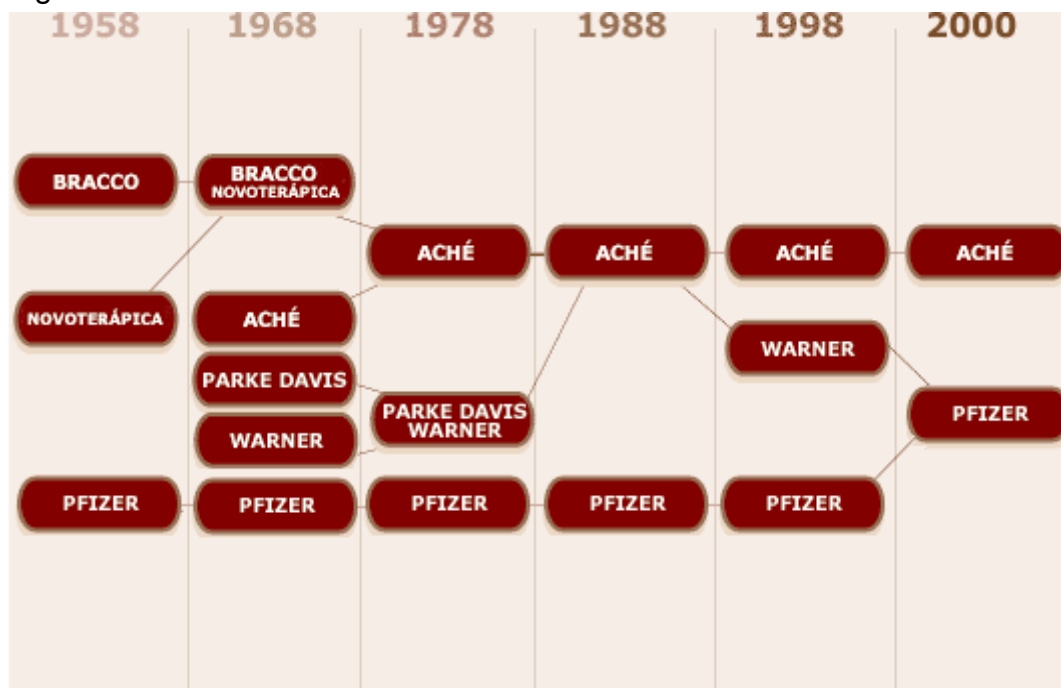 1958 1968 1978 1988 1998 2000
BRACCO
BRACCO
NOVOTERÁPICA
ACHÉ
ACHÉ
ACHÉ
ACHÉ
NOVOTERÁPICA
ACHÉ
WARNER
PARKE DAVIS
PARKE DAVIS
WARNER
PFIZER
WARNER
PFIZER
PFIZER
PFIZER
PFIZER
PFIZER